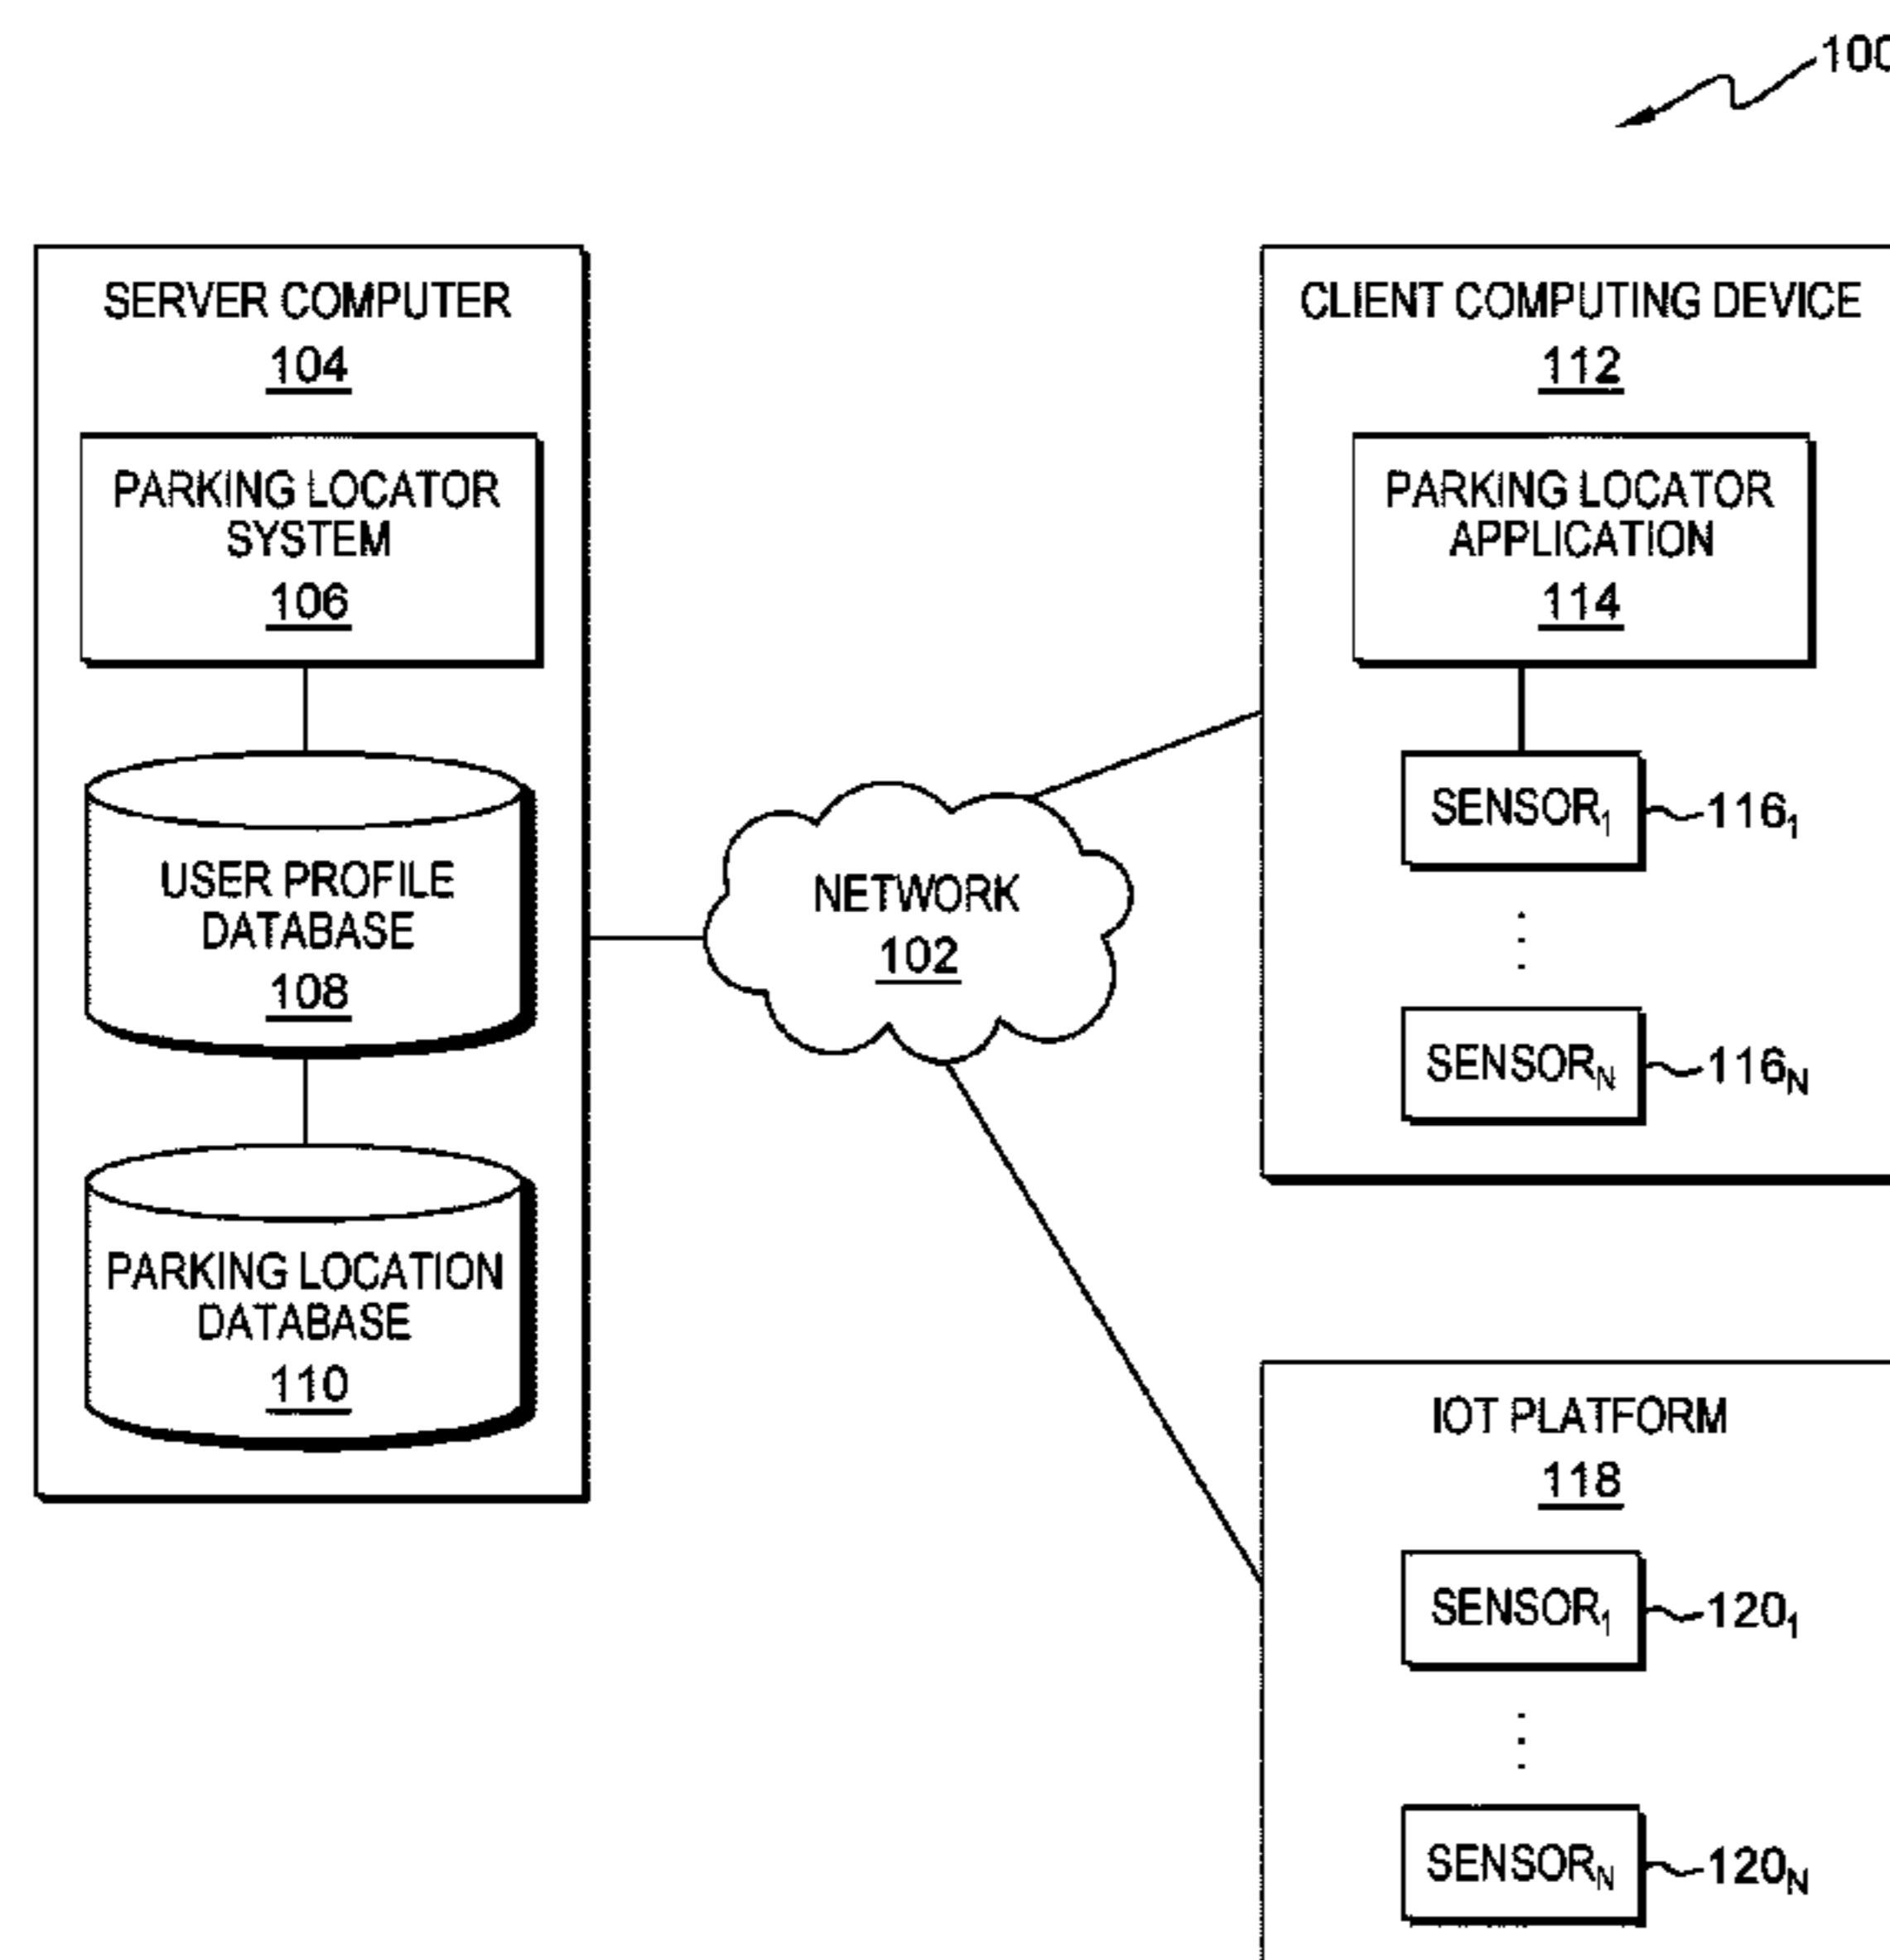 100
SERVER COMPUTER
104
PARKING LOCATOR
SYSTEM
106
USER PROFILE
DATABASE
108
PARKING LOCATION
DATABASE
110
NETWORK
102
CLIENT COMPUTING DEVICE
112
PARKING LOCATOR
APPLICATION
114
SENSOR₁ 116₁
SENSORN 116N
IOT PLATFORM
118
SENSOR₁ 120₁
SENSORN 120N